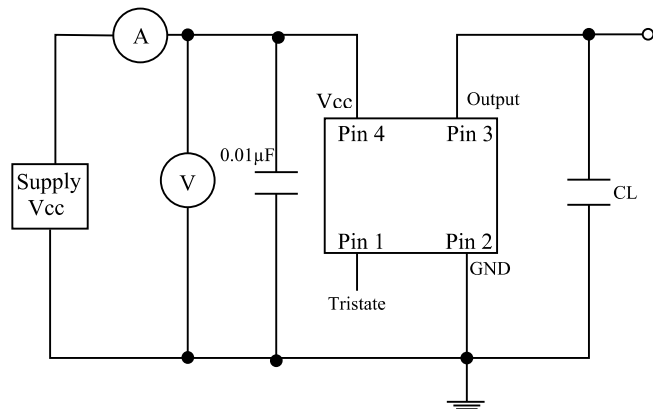 A
Vcc
Output
Pin 4
Pin 3
0.01µF
Supply
Vcc
V
CL
Pin 1
Pin 2
GND
Tristate